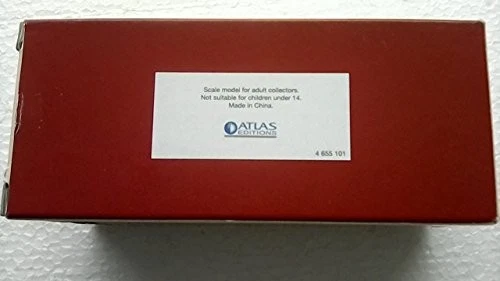 Scale model for adult collectors.
Not suitable for children under 14.
Made in China.
ATLAS
EDITIONS
4 655 101